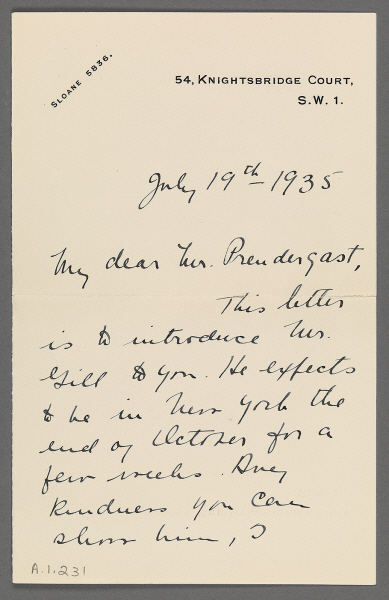 SLOANE 5836.
54, KNIGHTSBRIDGE COURT,
S.W. 1.
July 19th - 1935
My dear Mr. Prendergast,
This letter
is to introduce Mr.
Gill to you. He expects
to be in New York the
end of October for a
few weeks. Any
kindness you can
show him, I
A.1.231